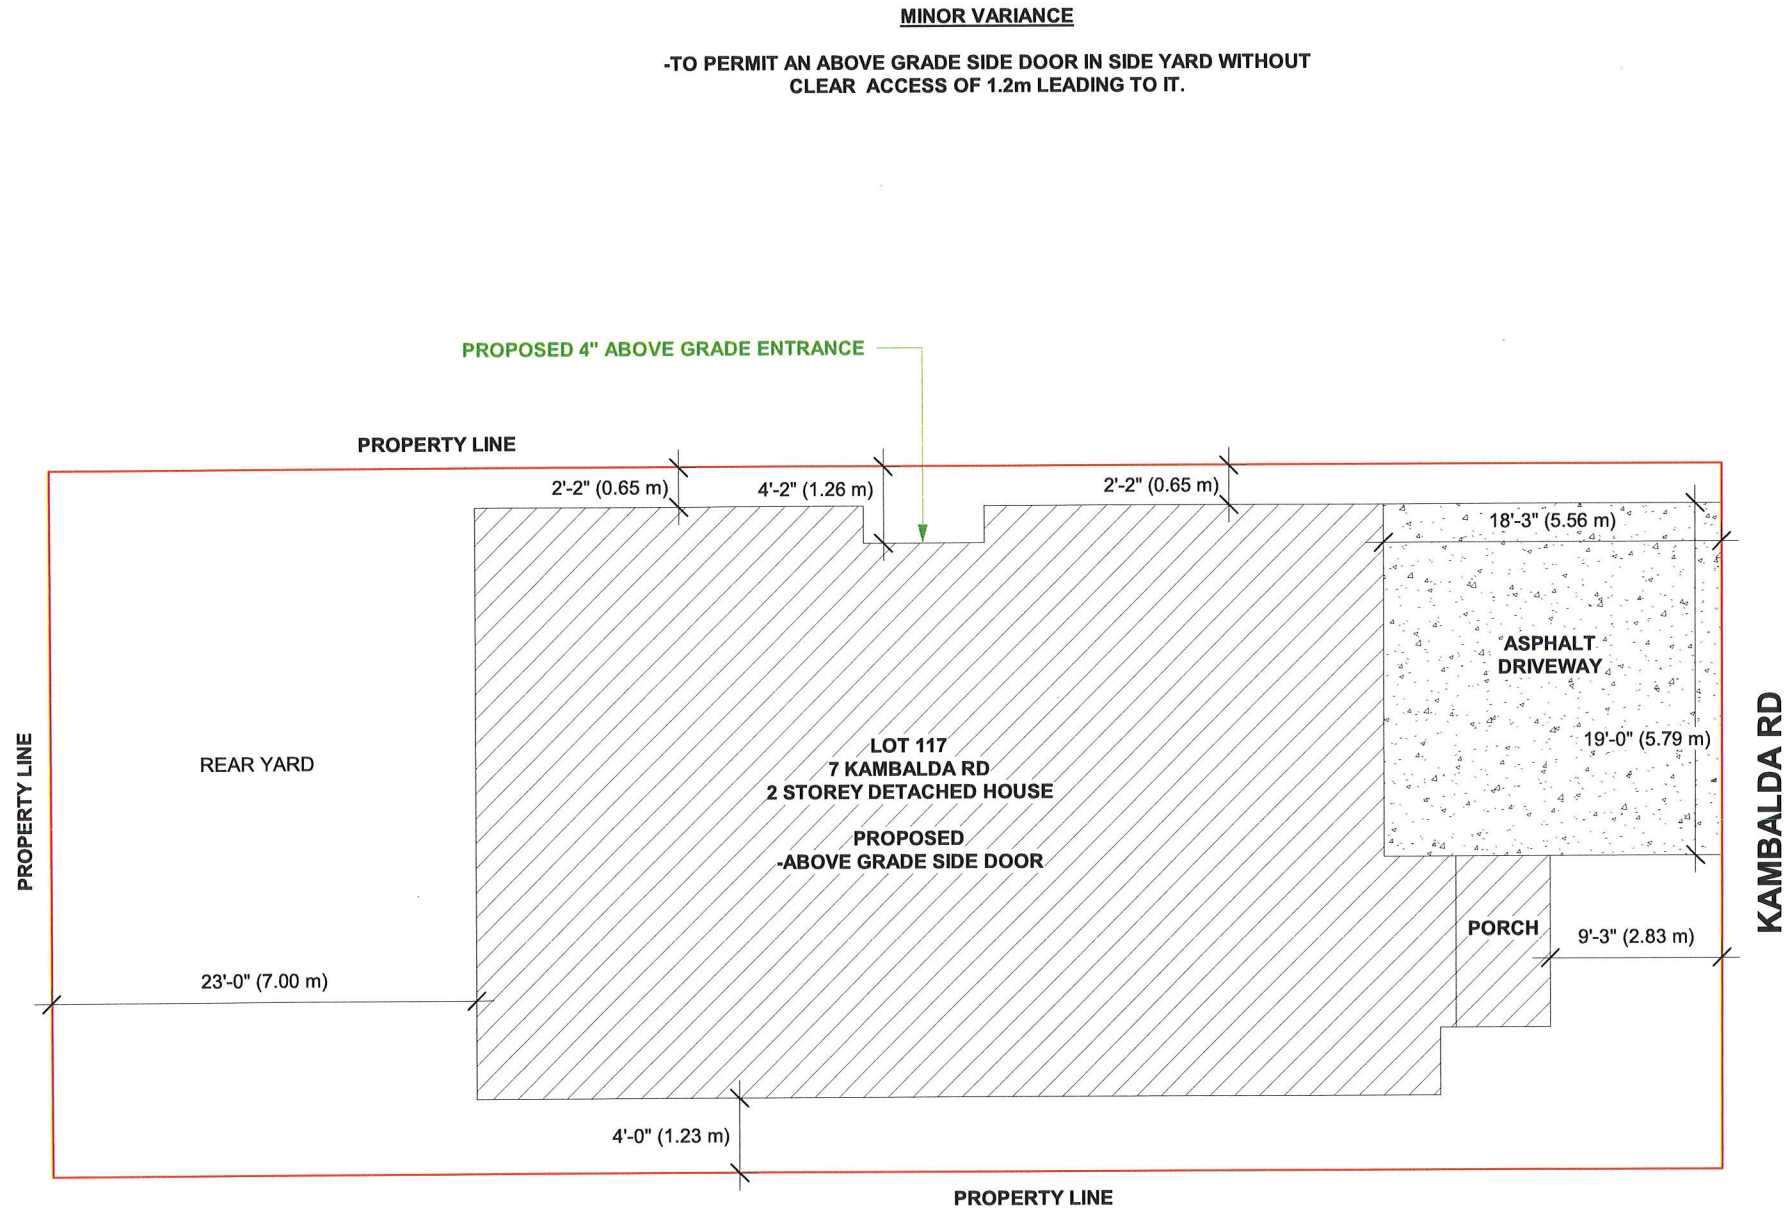 MINOR VARIANCE
-TO PERMIT AN ABOVE GRADE SIDE DOOR IN SIDE YARD WITHOUT
CLEAR ACCESS OF 1.2m LEADING TO IT.
PROPOSED 4" ABOVE GRADE ENTRANCE
PROPERTY LINE
2'-2" (0.65 m)
4'-2" (1.26 m)
2'-2" (0.65 m)
18'-3" (5.56 m)
ASPHALT
DRIVEWAY
19'-0" (5.79 m)
KAMBALDA RD
PROPERTY LINE
REAR YARD
LOT 117
7 KAMBALDA RD
2 STOREY DETACHED HOUSE
PROPOSED
-ABOVE GRADE SIDE DOOR
PORCH
9'-3" (2.83 m)
23'-0" (7.00 m)
4'-0" (1.23 m)
PROPERTY LINE